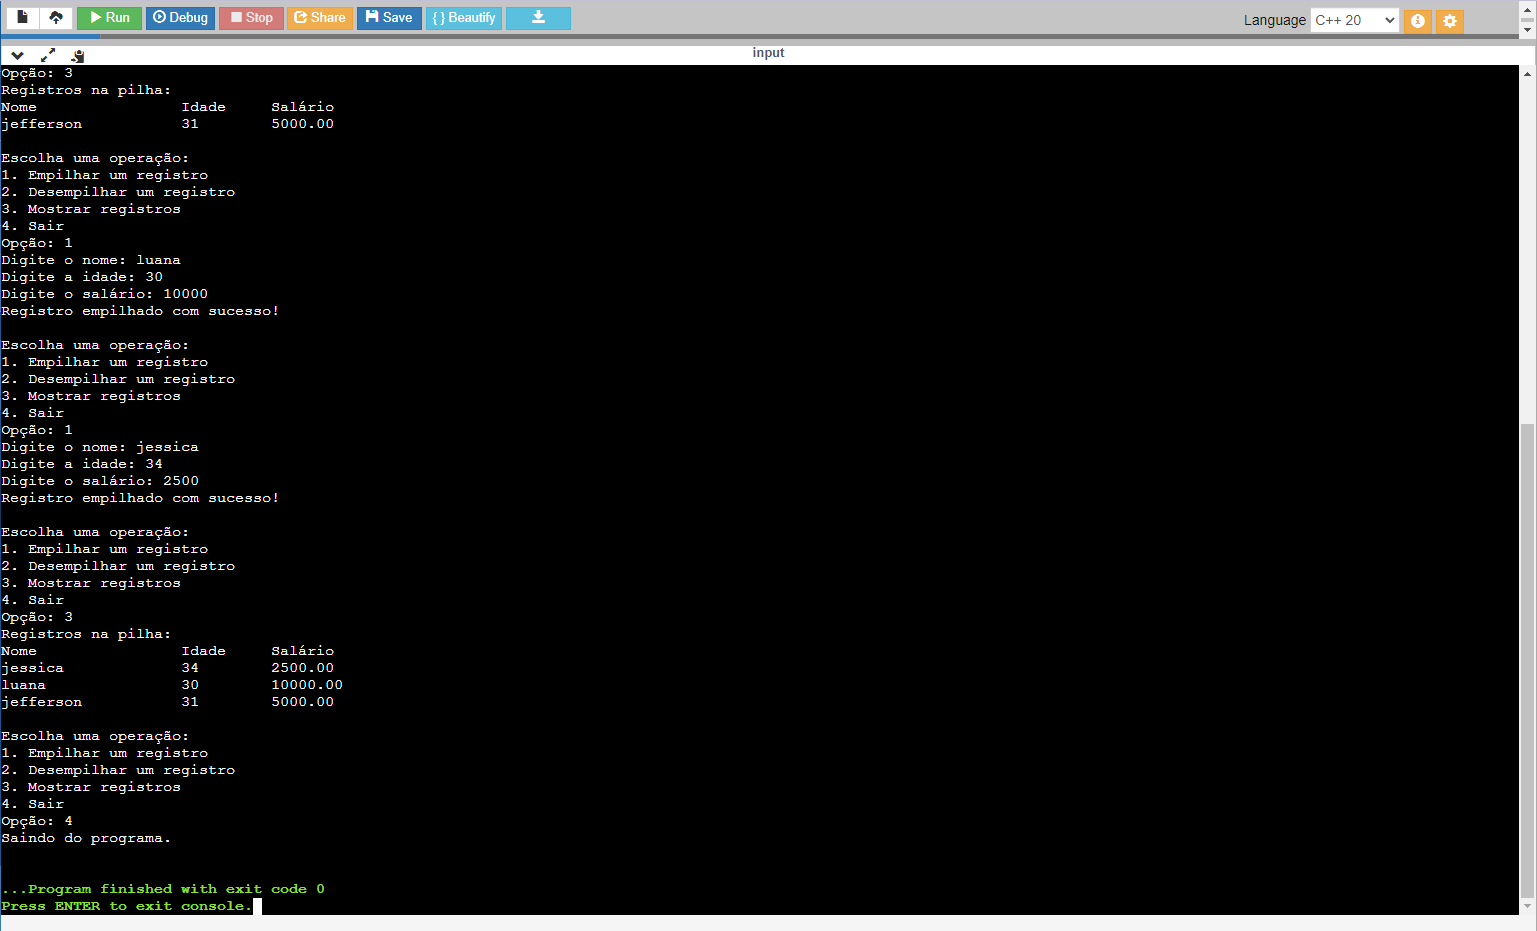 Run Debug Stop Share Save { } Beautify Language C++ 20
input
Opção: 3
Registros na pilha:
Nome Idade Salário
jefferson 31 5000.00
Escolha uma operação:
1. Empilhar um registro
2. Desempilhar um registro
3. Mostrar registros
4. Sair
Opção: 1
Digite o nome: luana
Digite a idade: 30
Digite o salário: 10000
Registro empilhado com sucesso!
Escolha uma operação:
1. Empilhar um registro
2. Desempilhar um registro
3. Mostrar registros
4. Sair
Opção: 1
Digite o nome: jessica
Digite a idade: 34
Digite o salário: 2500
Registro empilhado com sucesso!
Escolha uma operação:
1. Empilhar um registro
2. Desempilhar um registro
3. Mostrar registros
4. Sair
Opção: 3
Registros na pilha:
Nome Idade Salário
jessica 34 2500.00
luana 30 10000.00
jefferson 31 5000.00
Escolha uma operação:
1. Empilhar um registro
2. Desempilhar um registro
3. Mostrar registros
4. Sair
Opção: 4
Saindo do programa.
...Program finished with exit code 0
Press ENTER to exit console.